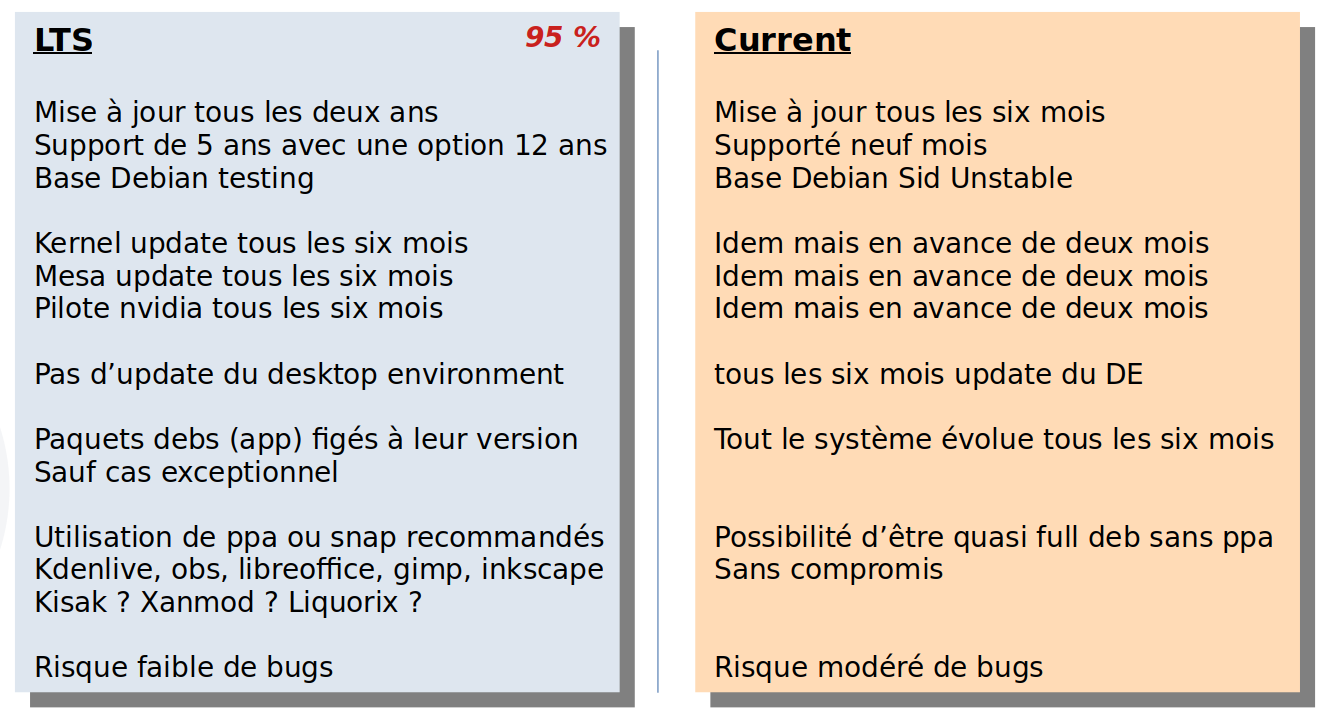 LTS
95 %
Mise à jour tous les deux ans
Support de 5 ans avec une option 12 ans
Base Debian testing
Kernel update tous les six mois
Mesa update tous les six mois
Pilote nvidia tous les six mois
Pas d’update du desktop environment
Paquets debs (app) figés à leur version
Sauf cas exceptionnel
Utilisation de ppa ou snap recommandés
Kdenlive, obs, libreoffice, gimp, inkscape
Kisak ? Xanmod ? Liquorix ?
Risque faible de bugs
Current
Mise à jour tous les six mois
Supporté neuf mois
Base Debian Sid Unstable
Idem mais en avance de deux mois
Idem mais en avance de deux mois
Idem mais en avance de deux mois
tous les six mois update du DE
Tout le système évolue tous les six mois
Possibilité d’être quasi full deb sans ppa
Sans compromis
Risque modéré de bugs